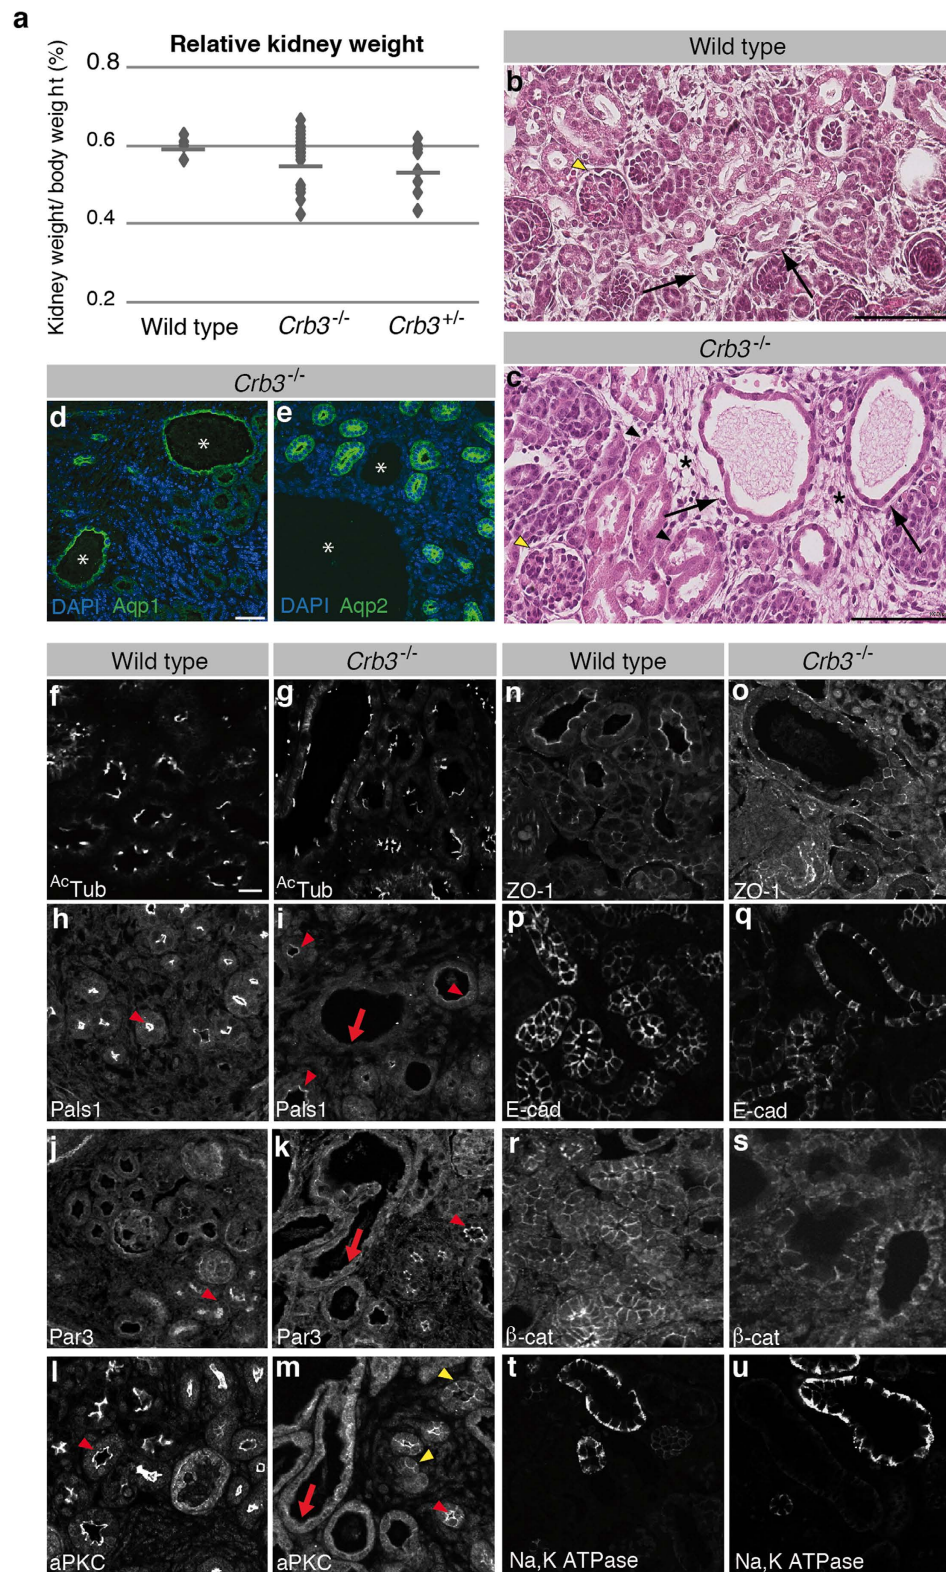 a
Relative kidney weight
Kidney weight/ body weight (%)
0.8
0.6
0.4
0.2
Wild type Crb3-/- Crb3+/-
Wild type
b
Crb3-/-
c
*
*
Crb3-/-
d
*
*
DAPI Aqp1
e
*
*
DAPI Aqp2
Wild type Crb3-/- Wild type Crb3-/-
f g n o
AcTub AcTub ZO-1 ZO-1
h i p q
Pals1 Pals1 E-cad E-cad
j k r s
Par3 Par3 β-cat β-cat
l m t u
aPKC aPKC Na,K ATPase Na,K ATPase